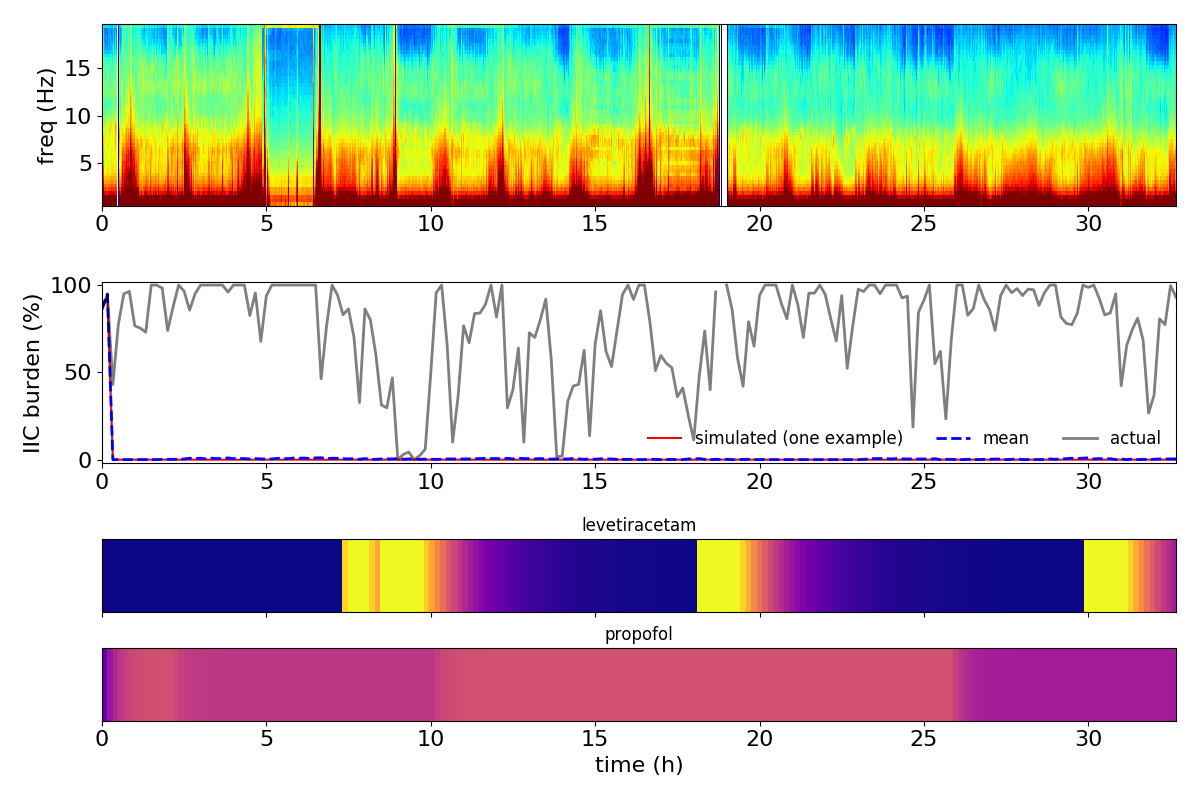 freq (Hz)
15
10
5
0 5 10 15 20 25 30
IIC burden (%)
100
50
0
simulated (one example) mean actual
0 5 10 15 20 25 30
levetiracetam
propofol
0 5 10 15 20 25 30
time (h)